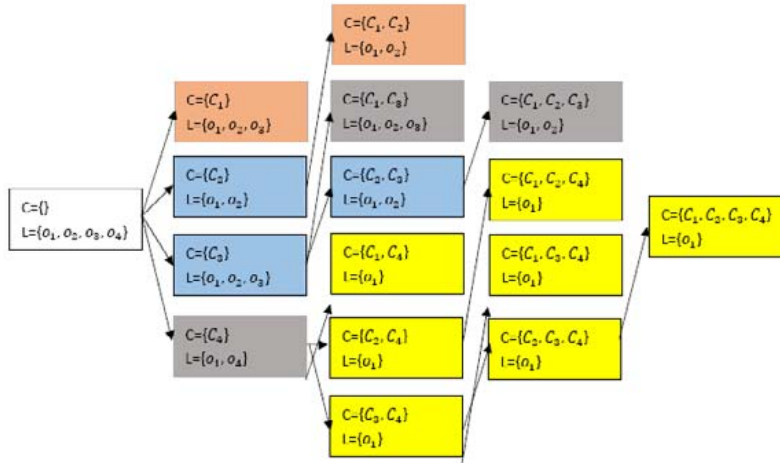 C={}
L={o₁, o₂, o₃, o₄}
C={C₁}
L={o₁, o₂, o₃}
C={C₂}
L={o₁, o₂}
C={C₃}
L={o₁, o₂, o₃}
C={C₄}
L={o₁, o₄}
C={C₁, C₂}
L={o₁, o₂}
C={C₁, C₃}
L={o₁, o₂, o₃}
C={C₂, C₃}
L={o₁, o₂}
C={C₁, C₄}
L={o₁}
C={C₂, C₄}
L={o₁}
C={C₃, C₄}
L={o₁}
C={C₁, C₂, C₃}
L={o₁, o₂}
C={C₁, C₂, C₄}
L={o₁}
C={C₁, C₃, C₄}
L={o₁}
C={C₂, C₃, C₄}
L={o₁}
C={C₁, C₂, C₃, C₄}
L={o₁}